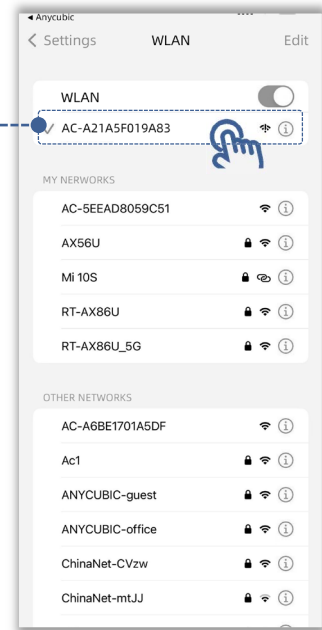 Anycubic
Settings WLAN Edit
WLAN
AC-A21A5F019A83
MY NERWORKS
AC-5EEAD8059C51
AX56U
Mi 10S
RT-AX86U
RT-AX86U_5G
OTHER NETWORKS
AC-A6BE1701A5DF
Ac1
ANYCUBIC-guest
ANYCUBIC-office
ChinaNet-CVzw
ChinaNet-mtJJ